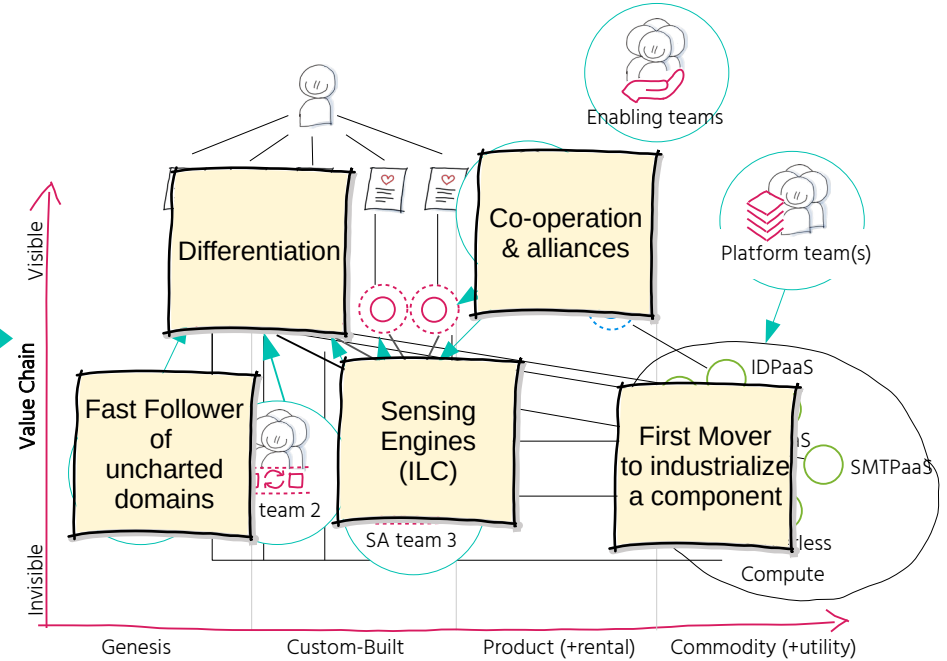 Enabling teams
Platform team(s)
Visible
Value Chain
Invisible
Differentiation
Co-operation
& alliances
Fast Follower
of
uncharted
domains
Sensing
Engines
(ILC)
First Mover
to industrialize
a component
team 2
SA team 3
IDPaaS
SMTPaaS
Compute
Genesis
Custom-Built
Product (+rental)
Commodity (+utility)